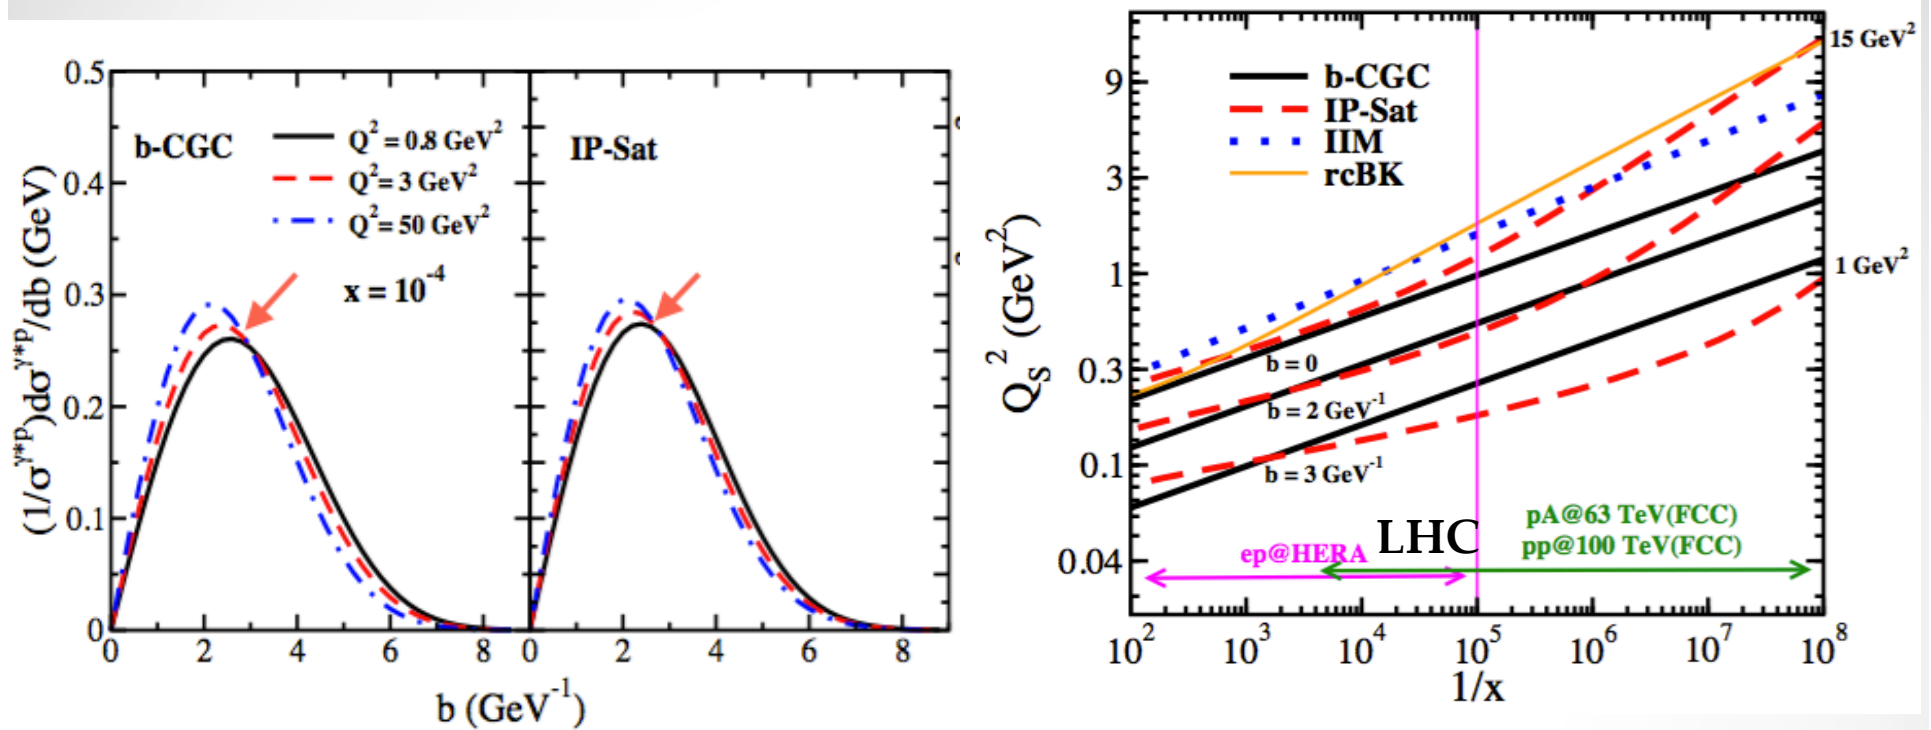 0.5
0.4
0.3
0.2
0.1
0
(1/σ^γ*p)dσ^γ*p/db (GeV)
b-CGC
Q² = 0.8 GeV²
Q² = 3 GeV²
Q² = 50 GeV²
x = 10⁻⁴
IP-Sat
0 2 4 6 8 0 2 4 6 8
b (GeV⁻¹)
b-CGC
IP-Sat
IIM
rcBK
15 GeV²
1 GeV²
9
3
1
0.3
0.1
0.04
Q_S² (GeV²)
b = 0
b = 2 GeV⁻¹
b = 3 GeV⁻¹
ep@HERA
LHC
pA@63 TeV(FCC)
pp@100 TeV(FCC)
10² 10³ 10⁴ 10⁵ 10⁶ 10⁷ 10⁸
1/x